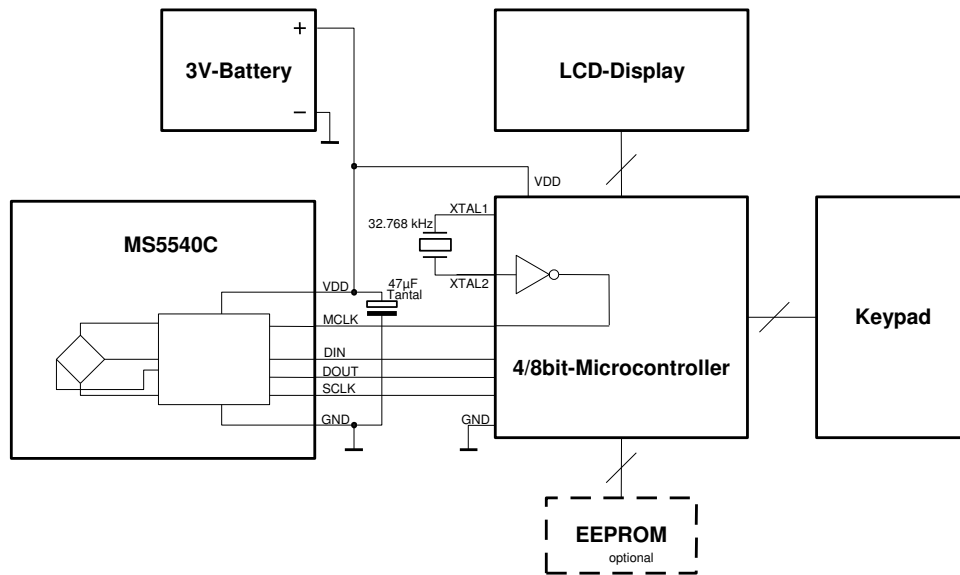 +
3V-Battery
−
LCD-Display
VDD
MS5540C
32.768 kHz
XTAL1
XTAL2
47µF
Tantal
VDD
MCLK
DIN
DOUT
SCLK
GND
GND
4/8bit-Microcontroller
Keypad
EEPROM
optional